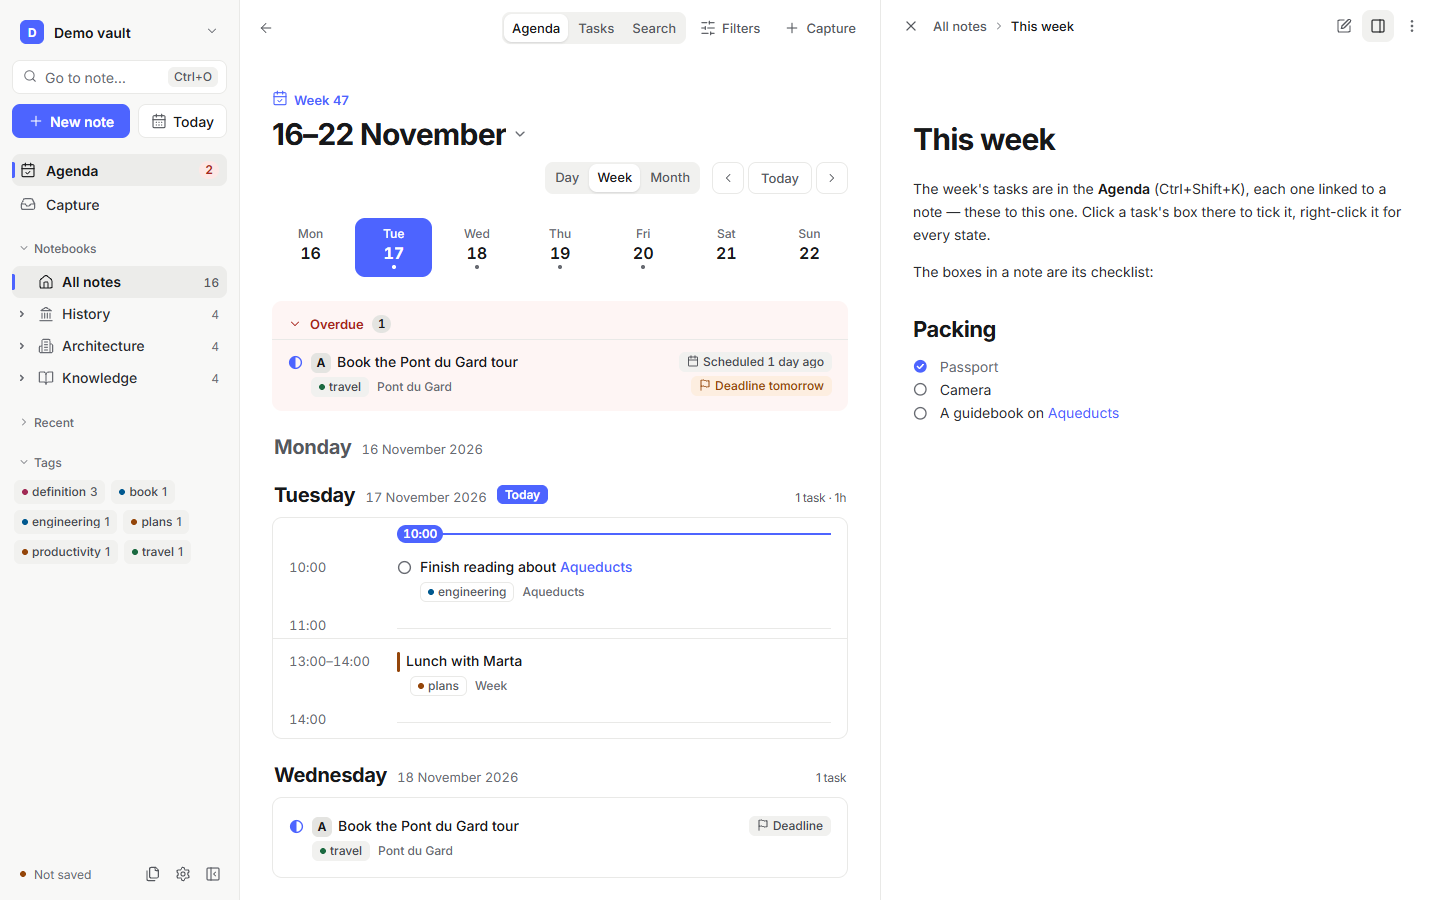 D Demo vault
Go to note... Ctrl+O
New note Today
Agenda 2
Capture
Notebooks
All notes 16
History 4
Architecture 4
Knowledge 4
Recent
Tags
definition 3 book 1
engineering 1 plans 1
productivity 1 travel 1
Not saved
Agenda Tasks Search Filters Capture
Week 47
16–22 November
Day Week Month Today
Mon Tue Wed Thu Fri Sat Sun
16 17 18 19 20 21 22
Overdue 1
A Book the Pont du Gard tour Scheduled 1 day ago
travel Pont du Gard Deadline tomorrow
Monday 16 November 2026
Tuesday 17 November 2026 Today 1 task · 1h
10:00
10:00 Finish reading about Aqueducts
engineering Aqueducts
11:00
13:00–14:00 Lunch with Marta
plans Week
14:00
Wednesday 18 November 2026 1 task
A Book the Pont du Gard tour Deadline
travel Pont du Gard
All notes This week
This week
The week's tasks are in the Agenda (Ctrl+Shift+K), each one linked to a
note — these to this one. Click a task's box there to tick it, right-click it for
every state.
The boxes in a note are its checklist:
Packing
Passport
Camera
A guidebook on Aqueducts